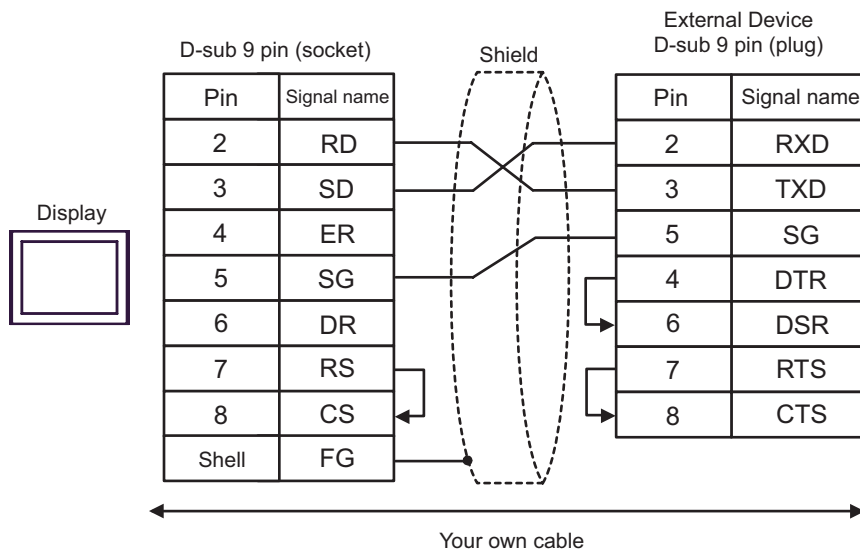 External Device
D-sub 9 pin (socket)
Shield
D-sub 9 pin (plug)
Pin Signal name
2 RD
3 SD
4 ER
5 SG
6 DR
7 RS
8 CS
Shell FG
Pin Signal name
2 RXD
3 TXD
5 SG
4 DTR
6 DSR
7 RTS
8 CTS
Display
Your own cable